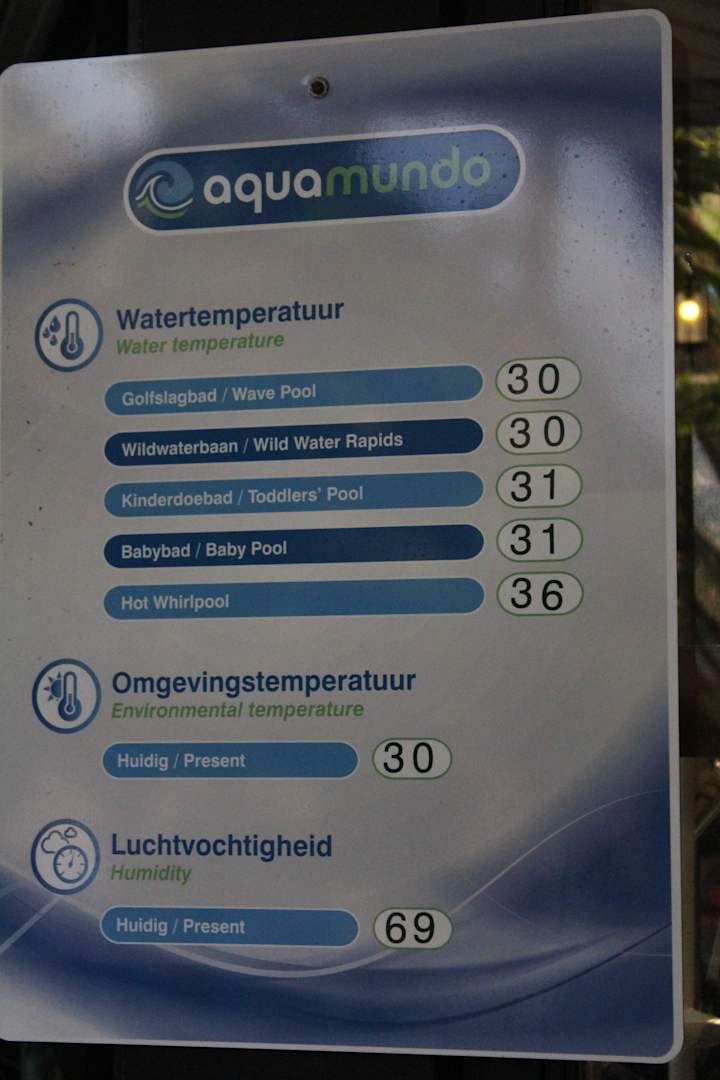 aquamundo
Watertemperatuur
Water temperature
Golfslagbad / Wave Pool 30
Wildwaterbaan / Wild Water Rapids 30
Kinderdoebad / Toddlers' Pool 31
Babybad / Baby Pool 31
Hot Whirlpool 36
Omgevingstemperatuur
Environmental temperature
Huidig / Present 30
Luchtvochtigheid
Humidity
Huidig / Present 69